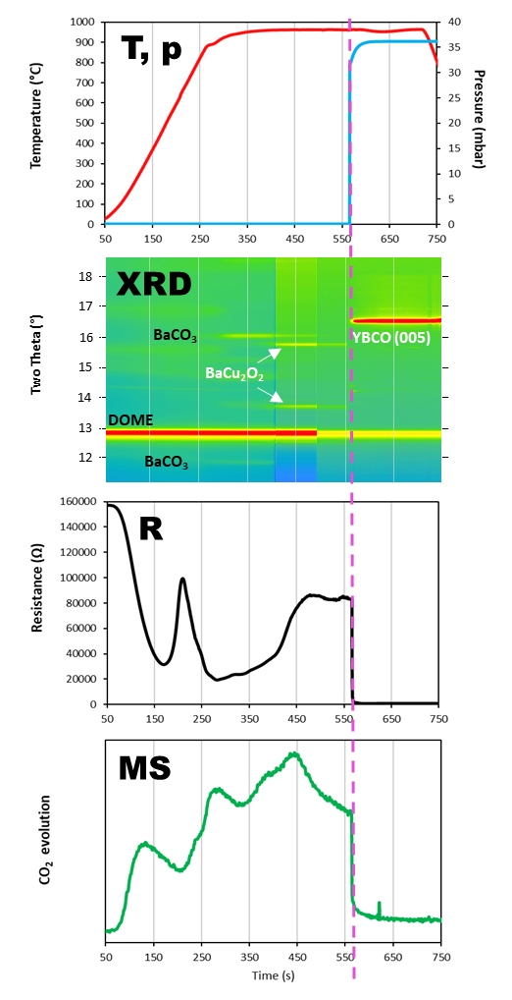 T, p
Temperature (°C)
1000
900
800
700
600
500
400
300
200
100
0
40
35
30
25
20
15
10
5
0
Pressure (mbar)
50 150 250 350 450 550 650 750
XRD
Two Theta (°)
18
17
16
15
14
13
12
BaCO₃
YBCO (005)
BaCu₂O₂
DOME
BaCO₃
R
Resistance (Ω)
160000
140000
120000
100000
80000
60000
40000
20000
0
50 150 250 350 450 550 650 750
MS
CO₂ evolution
50 150 250 350 450 550 650 750
Time (s)